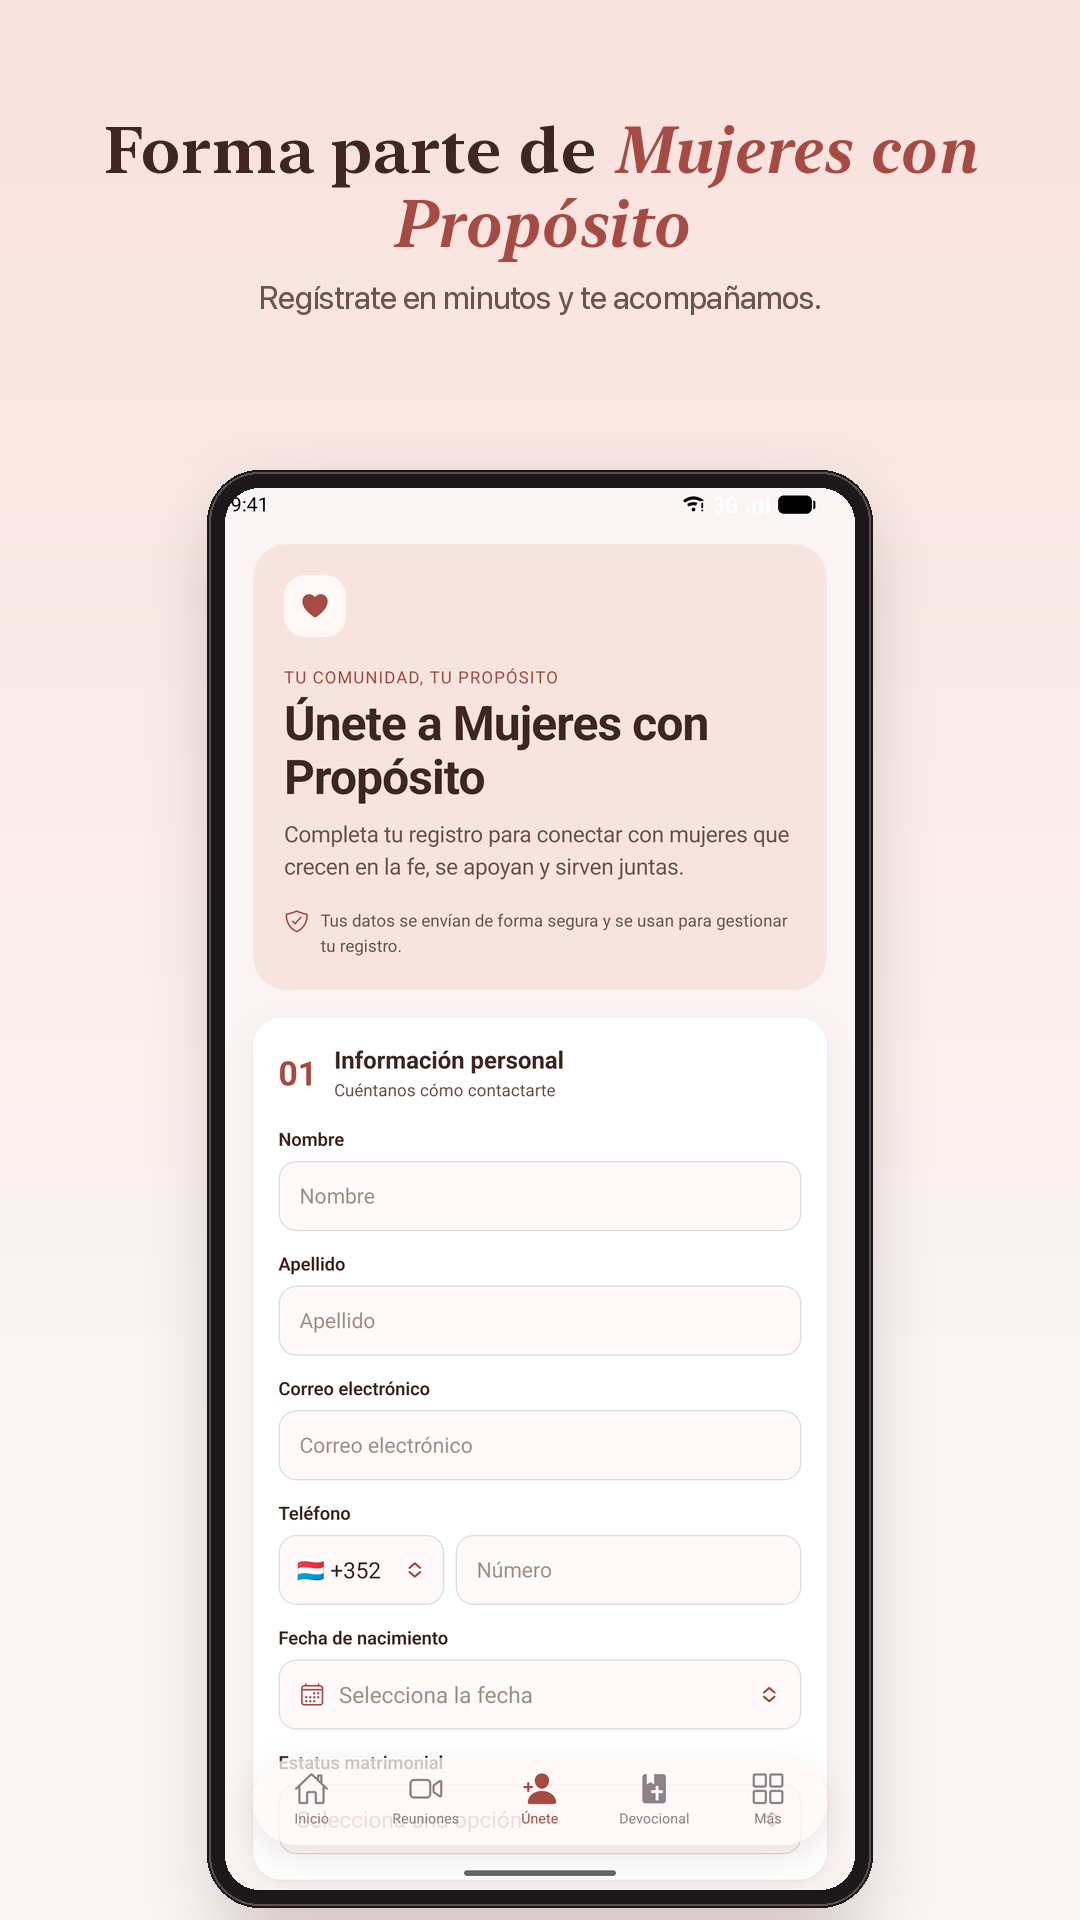 Forma parte de Mujeres con
Propósito
Regístrate en minutos y te acompañamos.
9:41
3G
TU COMUNIDAD, TU PROPÓSITO
Únete a Mujeres con
Propósito
Completa tu registro para conectar con mujeres que
crecen en la fe, se apoyan y sirven juntas.
Tus datos se envían de forma segura y se usan para gestionar
tu registro.
01
Información personal
Cuéntanos cómo contactarte
Nombre
Nombre
Apellido
Apellido
Correo electrónico
Correo electrónico
Teléfono
+352
Número
Fecha de nacimiento
Selecciona la fecha
Estatus matrimonial
Selecciona una opción
Inicio
Reuniones
Únete
Devocional
Más